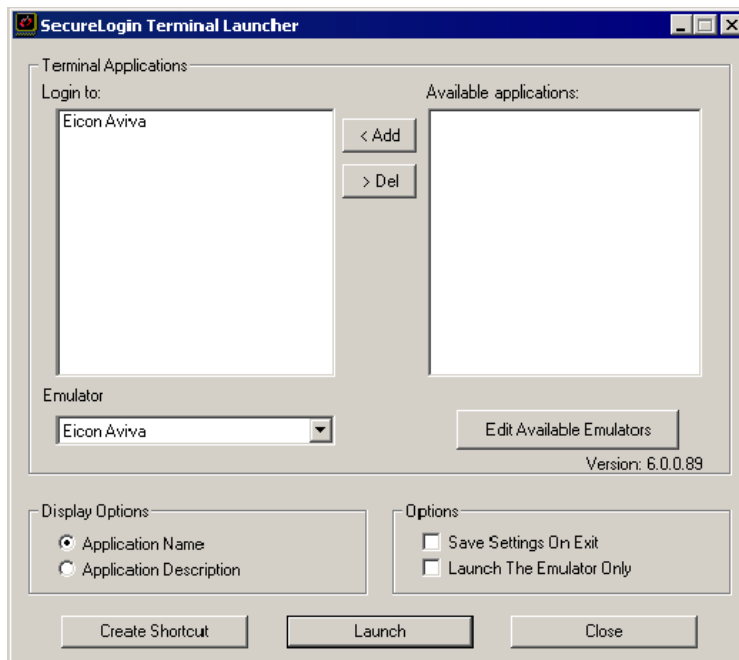 SecureLogin Terminal Launcher
Terminal Applications
Login to:
Available applications:
Eicon Aviva
< Add
> Del
Emulator
Eicon Aviva
Edit Available Emulators
Version: 6.0.0.89
Display Options
Options
Application Name
Save Settings On Exit
Application Description
Launch The Emulator Only
Create Shortcut
Launch
Close